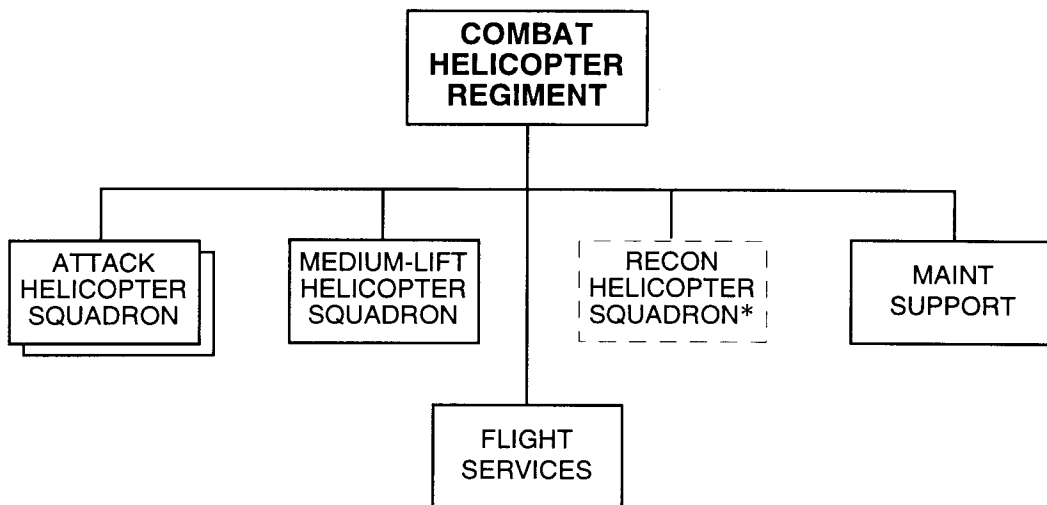 COMBAT
HELICOPTER
REGIMENT
ATTACK
HELICOPTER
SQUADRON
MEDIUM-LIFT
HELICOPTER
SQUADRON
RECON
HELICOPTER
SQUADRON*
MAINT
SUPPORT
FLIGHT
SERVICES